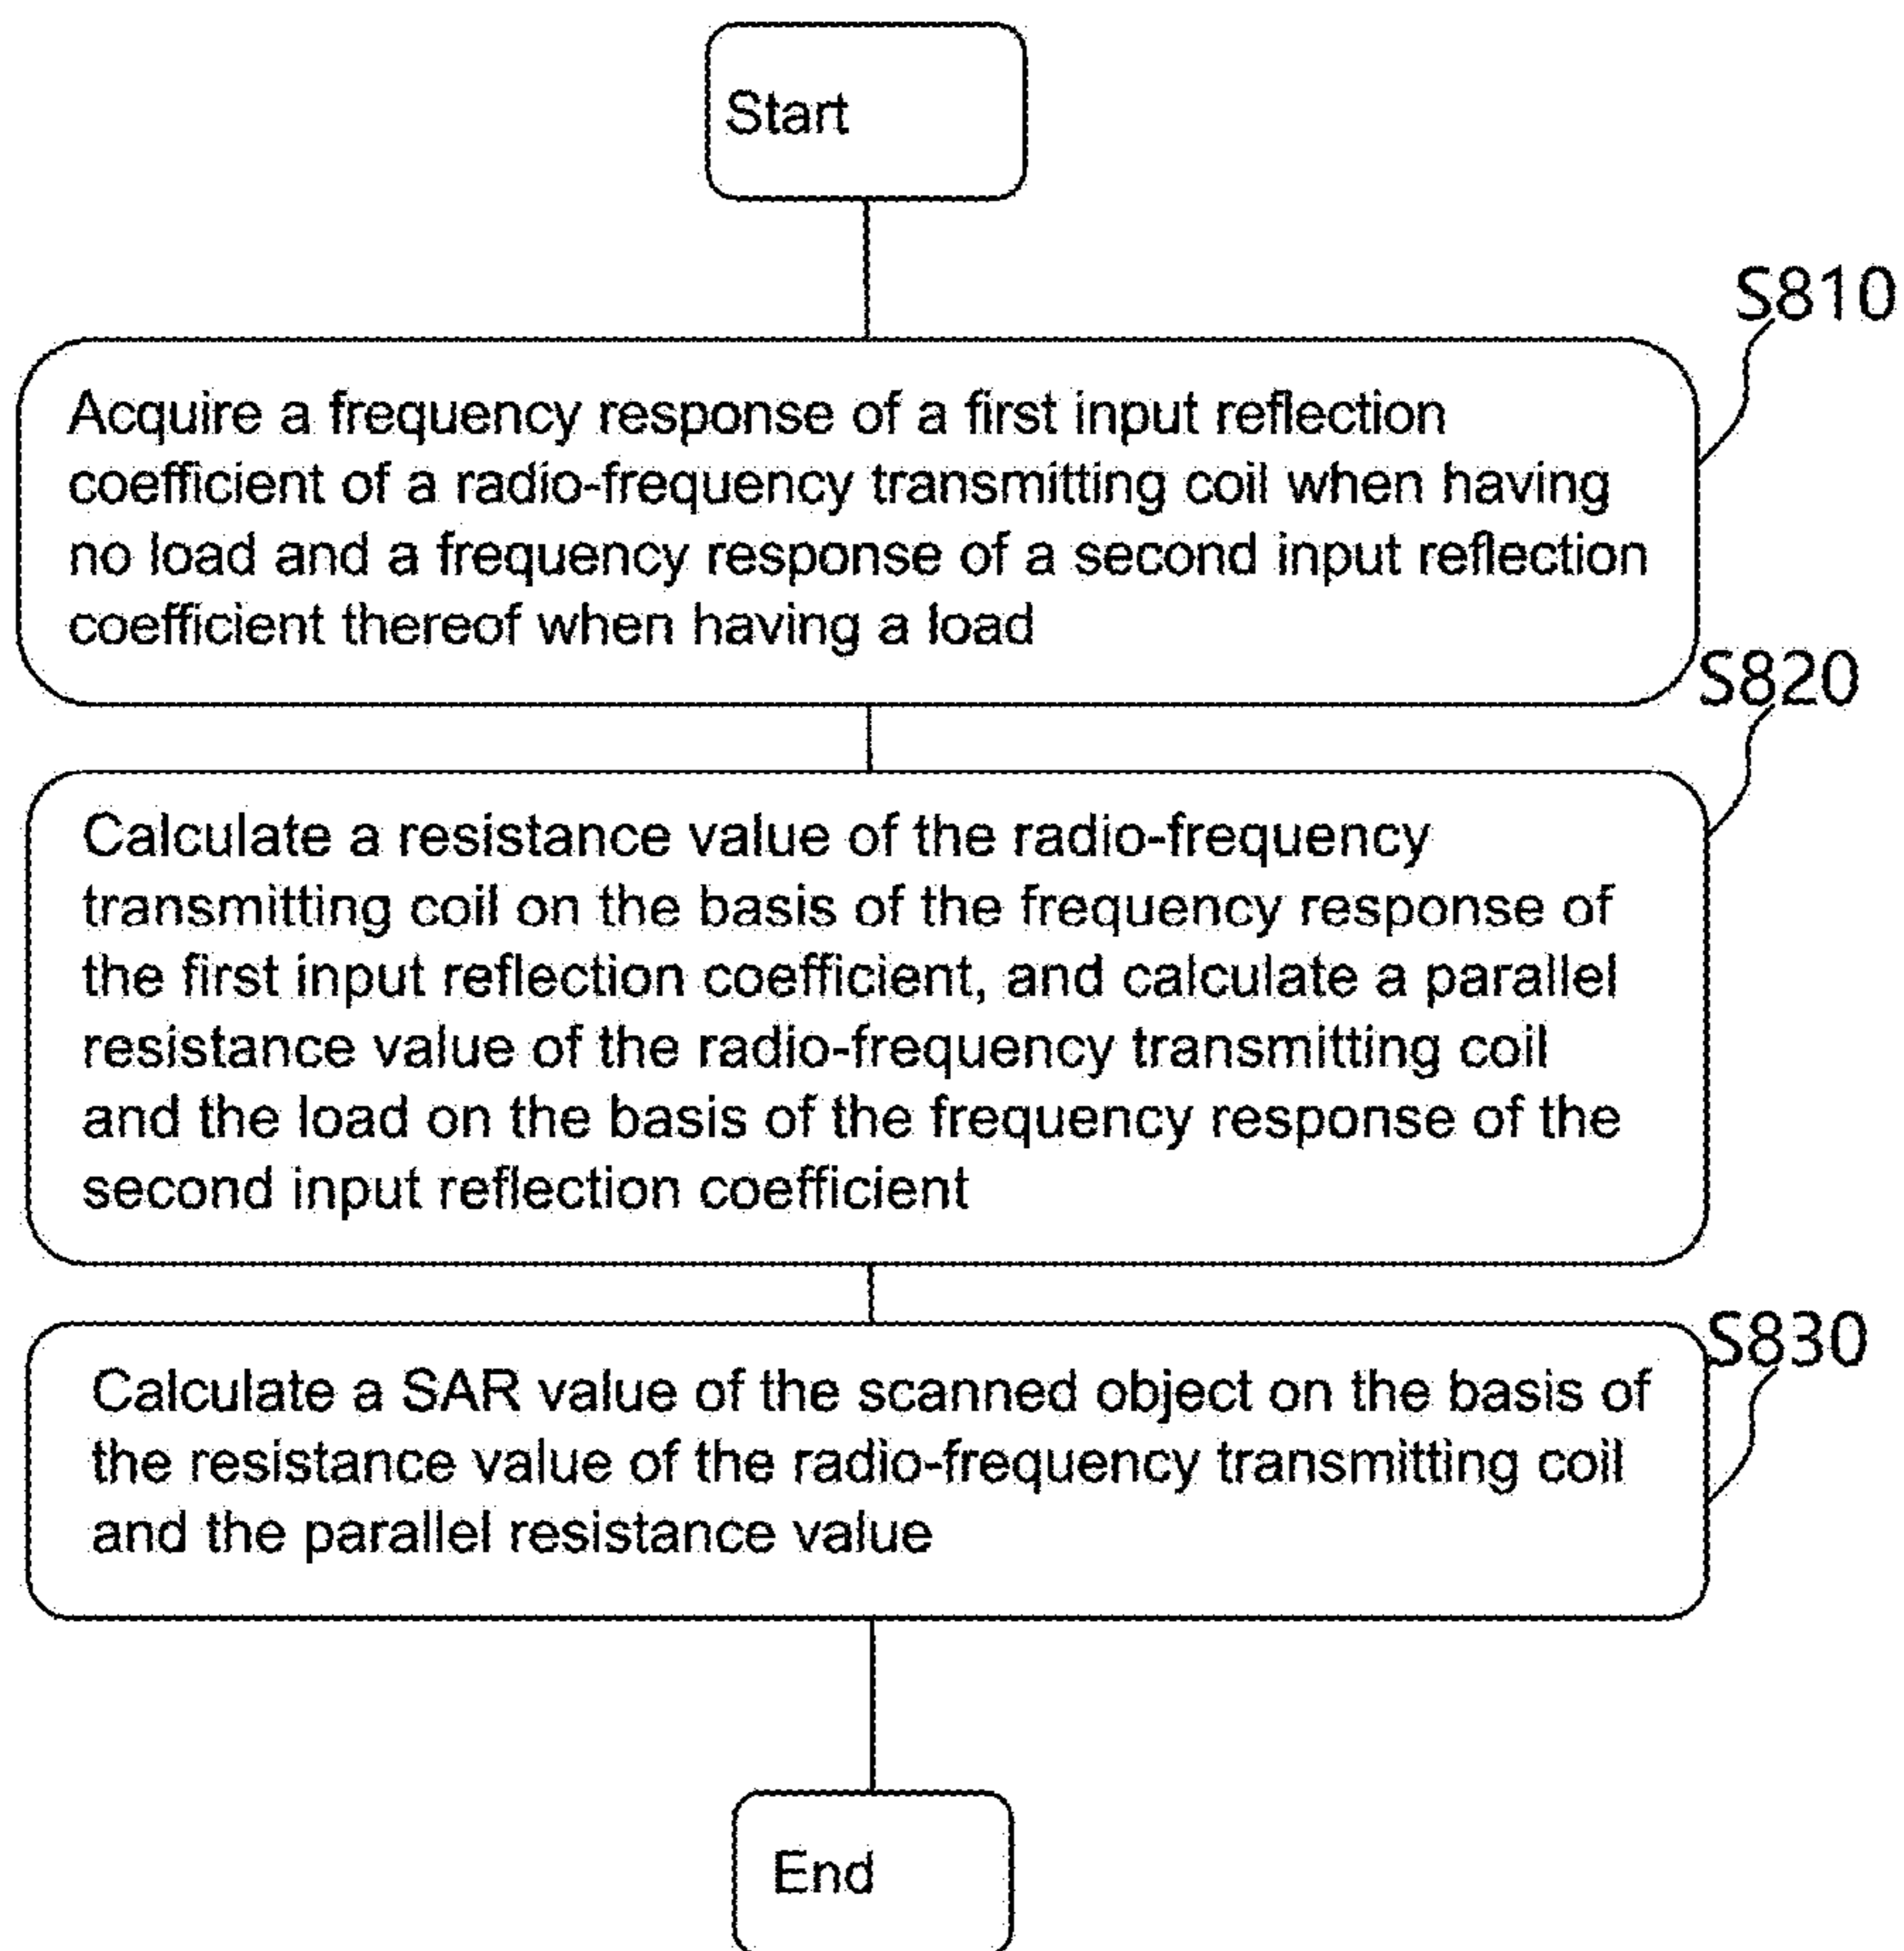 Start
S810
Acquire a frequency response of a first input reflection
coefficient of a radio-frequency transmitting coil when having
no load and a frequency response of a second input reflection
coefficient thereof when having a load
S820
Calculate a resistance value of the radio-frequency
transmitting coil on the basis of the frequency response of
the first input reflection coefficient, and calculate a parallel
resistance value of the radio-frequency transmitting coil
and the load on the basis of the frequency response of the
second input reflection coefficient
S830
Calculate a SAR value of the scanned object on the basis of
the resistance value of the radio-frequency transmitting coil
and the parallel resistance value
End